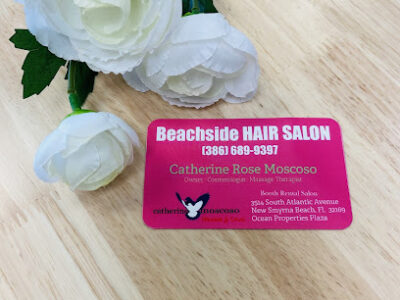 Beachside HAIR SALON
(386) 689-9397
Catherine Rose Moscoso
Owner · Cosmetologist · Massage Therapist
catherine moscoso
Booth Rental Salon
3514 South Atlantic Avenue
New Smyrna Beach, FL 32169
Ocean Properties Plaza